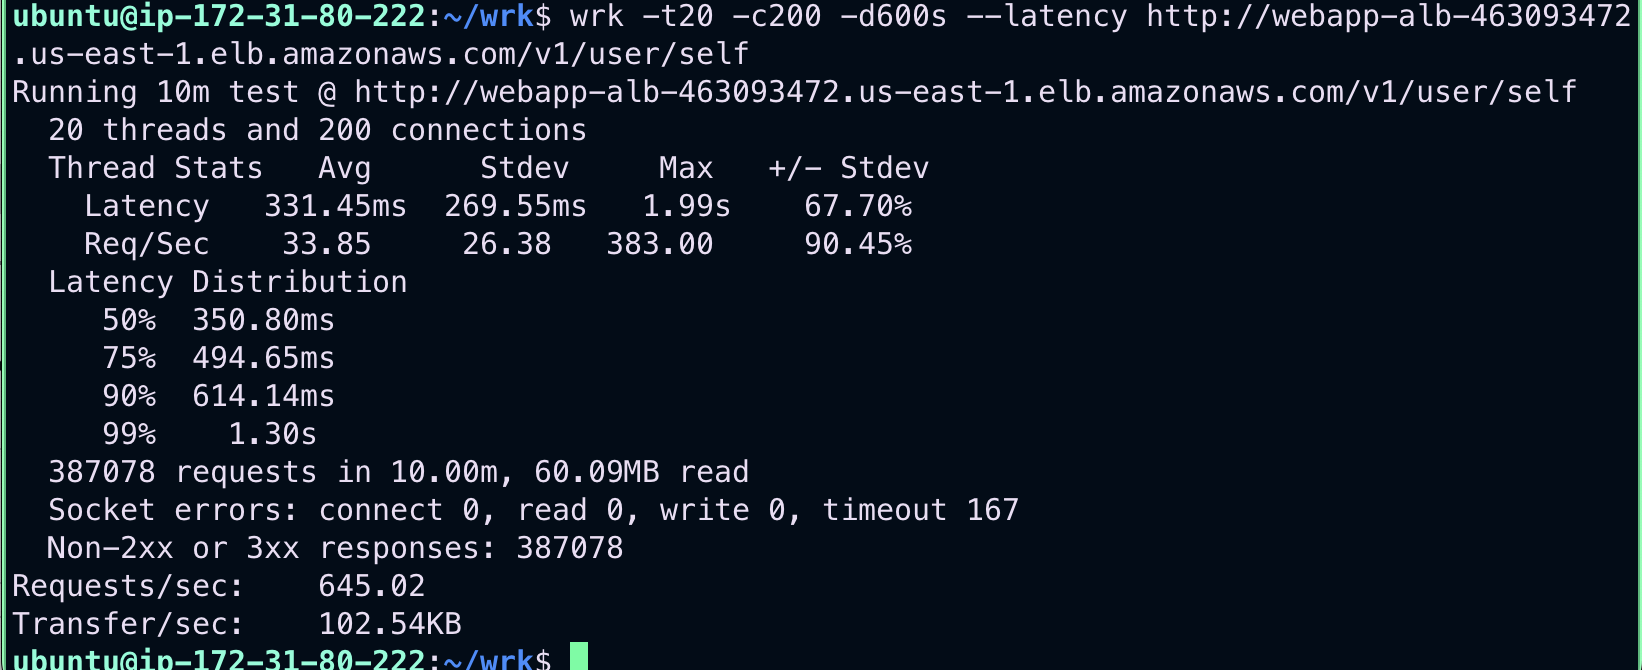 ubuntu@ip-172-31-80-222:~/wrk$ wrk -t20 -c200 -d600s --latency http://webapp-alb-463093472
.us-east-1.elb.amazonaws.com/v1/user/self
Running 10m test @ http://webapp-alb-463093472.us-east-1.elb.amazonaws.com/v1/user/self
  20 threads and 200 connections
  Thread Stats   Avg      Stdev     Max   +/- Stdev
    Latency   331.45ms  269.55ms   1.99s    67.70%
    Req/Sec    33.85     26.38   383.00     90.45%
  Latency Distribution
     50%  350.80ms
     75%  494.65ms
     90%  614.14ms
     99%    1.30s
  387078 requests in 10.00m, 60.09MB read
  Socket errors: connect 0, read 0, write 0, timeout 167
  Non-2xx or 3xx responses: 387078
Requests/sec:    645.02
Transfer/sec:    102.54KB
ubuntu@ip-172-31-80-222:~/wrk$